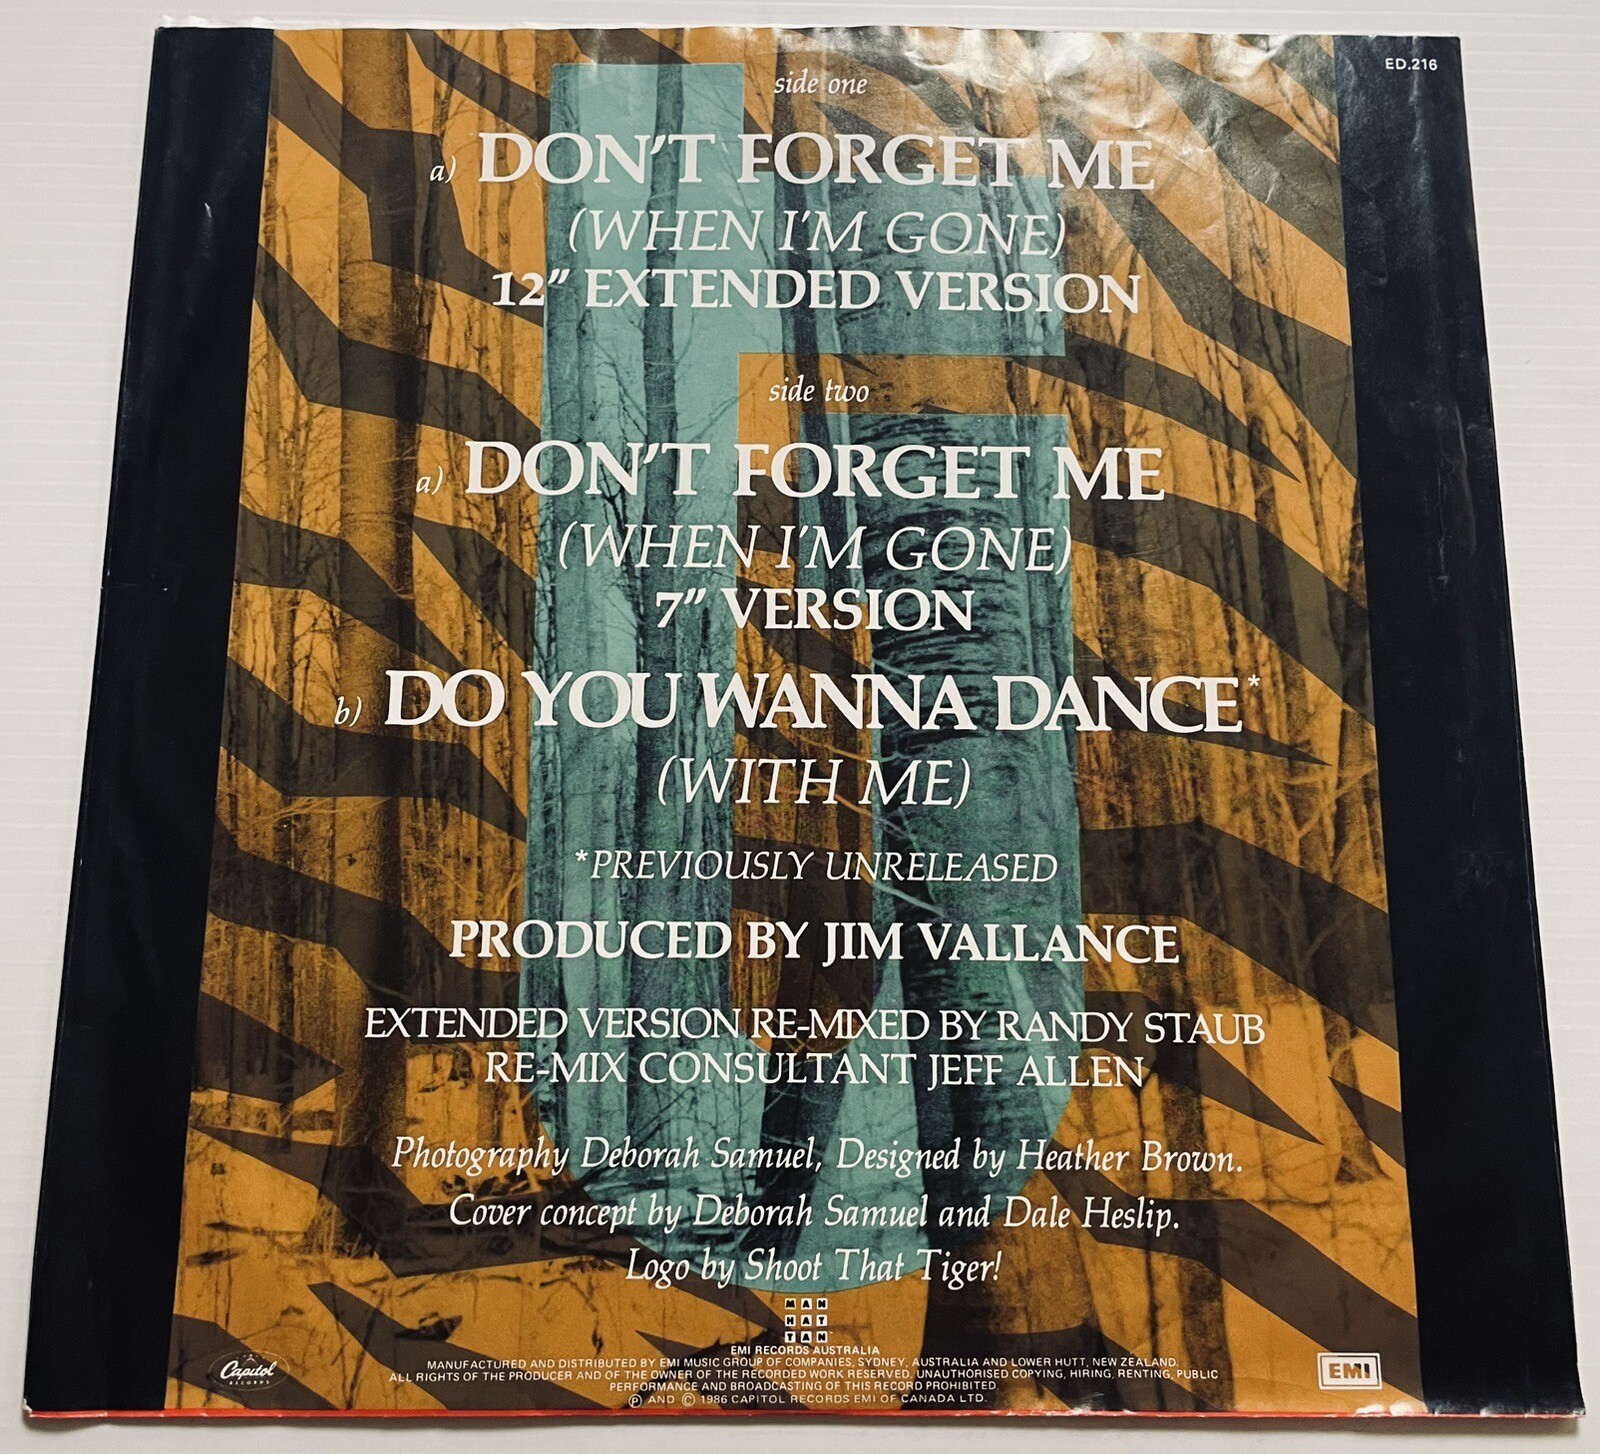 ED.216
side one
a) DON'T FORGET ME
(WHEN I'M GONE)
12" EXTENDED VERSION
side two
a) DON'T FORGET ME
(WHEN I'M GONE)
7" VERSION
b) DO YOU WANNA DANCE*
(WITH ME)
*PREVIOUSLY UNRELEASED
PRODUCED BY JIM VALLANCE
EXTENDED VERSION RE-MIXED BY RANDY STAUB
RE-MIX CONSULTANT JEFF ALLEN
Photography Deborah Samuel, Designed by Heather Brown.
Cover concept by Deborah Samuel and Dale Heslip.
Logo by Shoot That Tiger!
MAN
HAT
TAN™
EMI RECORDS AUSTRALIA
MANUFACTURED AND DISTRIBUTED BY EMI MUSIC GROUP OF COMPANIES, SYDNEY, AUSTRALIA AND LOWER HUTT, NEW ZEALAND.
ALL RIGHTS OF THE PRODUCER AND OF THE OWNER OF THE RECORDED WORK RESERVED. UNAUTHORISED COPYING, HIRING, RENTING, PUBLIC
PERFORMANCE AND BROADCASTING OF THIS RECORD PROHIBITED.
Ⓟ AND © 1986 CAPITOL RECORDS EMI OF CANADA LTD.
Capitol
RECORDS
EMI